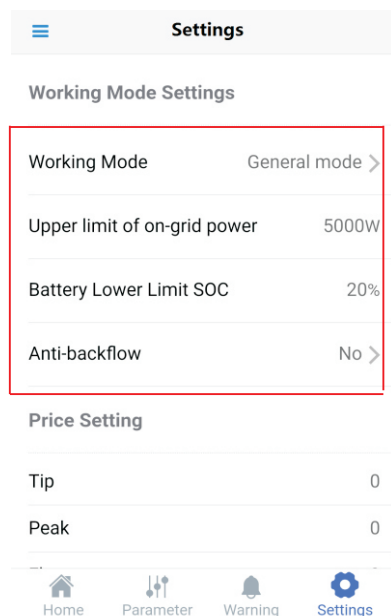 Settings
Working Mode Settings
Working Mode General mode >
Upper limit of on-grid power 5000W
Battery Lower Limit SOC 20%
Anti-backflow No >
Price Setting
Tip 0
Peak 0
Home Parameter Warning Settings